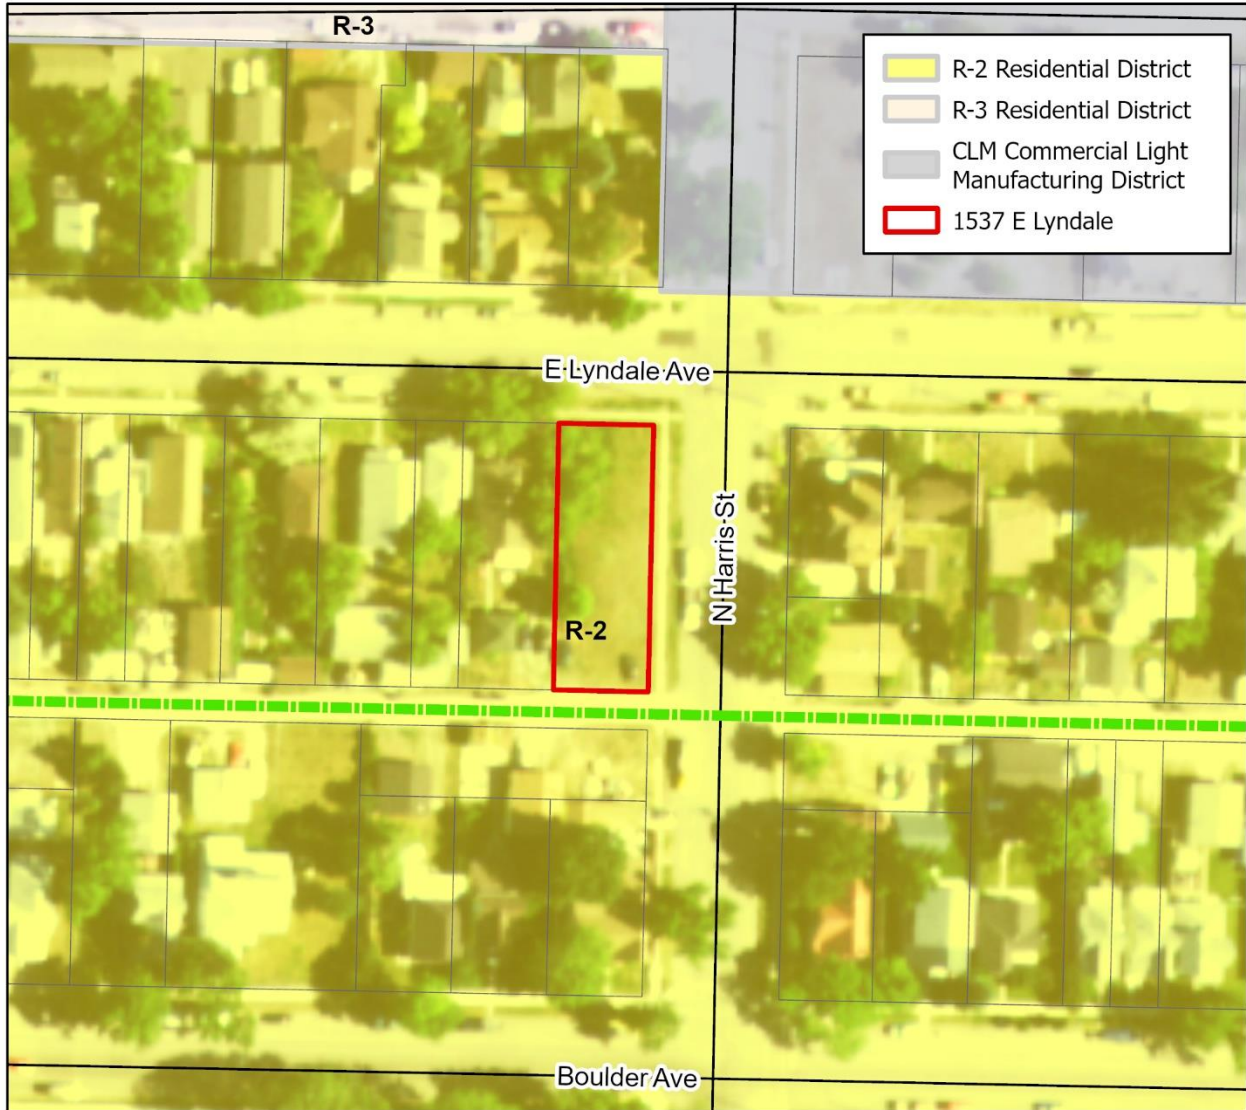 R-3
R-2 Residential District
R-3 Residential District
CLM Commercial Light
Manufacturing District
1537 E Lyndale
E Lyndale Ave
N Harris St
R-2
Boulder Ave